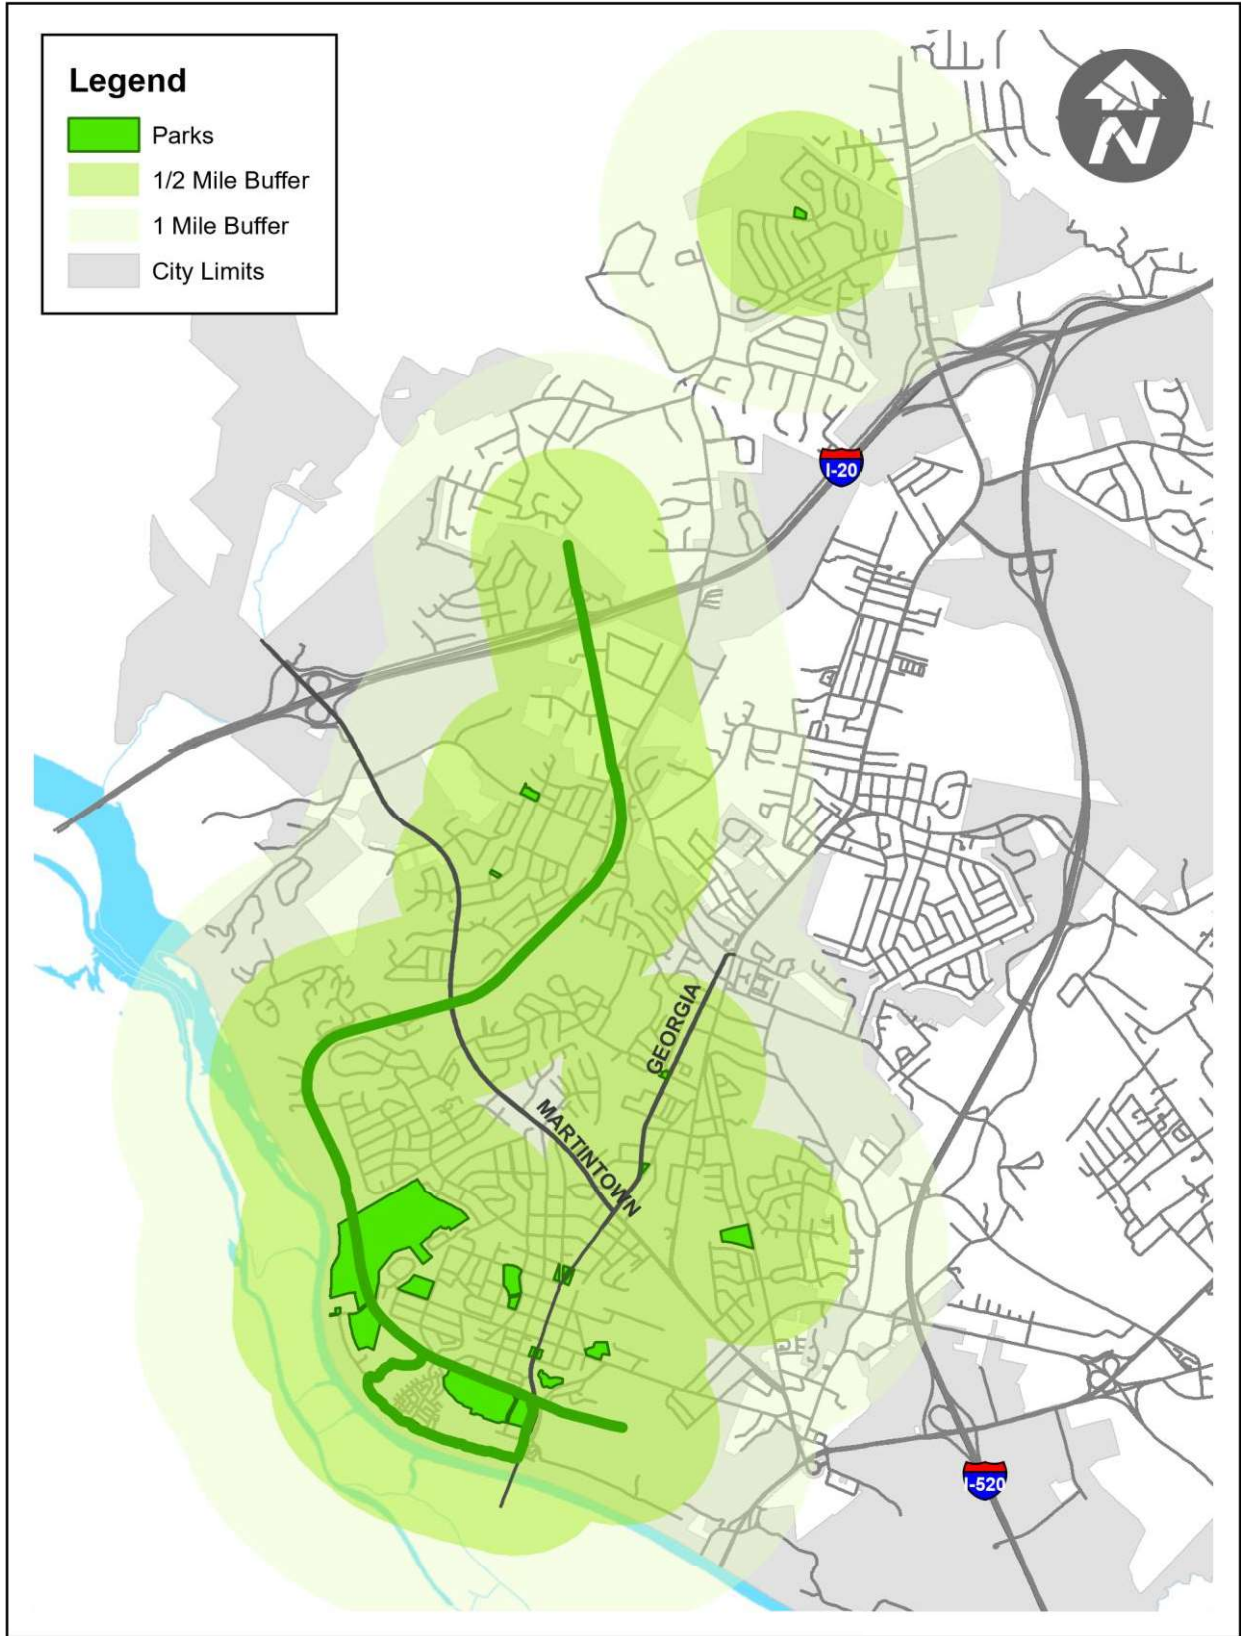 Legend
Parks
1/2 Mile Buffer
1 Mile Buffer
City Limits
N
I-20
GEORGIA
MARTINTOWN
I-520